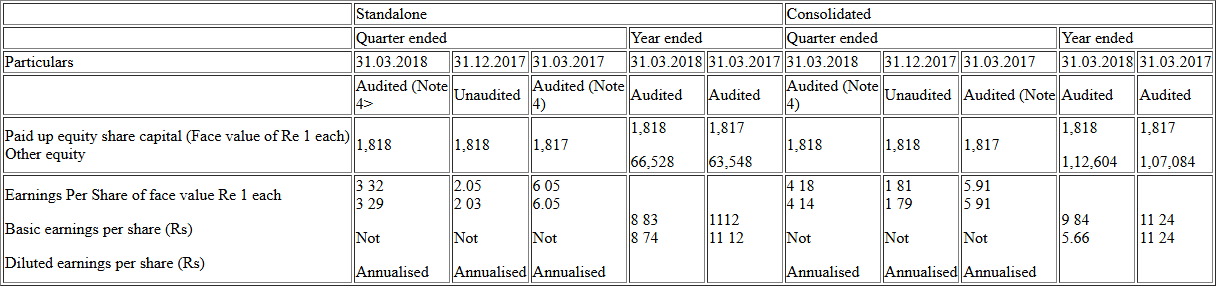 Standalone Consolidated
Quarter ended Year ended Quarter ended Year ended
Particulars 31.03.2018 31.12.2017 31.03.2017 31.03.2018 31.03.2017 31.03.2018 31.12.2017 31.03.2017 31.03.2018 31.03.2017
Audited (Note 4> Unaudited Audited (Note 4) Audited Audited Audited (Note 4) Unaudited Audited (Note Audited Audited
Paid up equity share capital (Face value of Re 1 each) 1,818 1,818 1,817 1,818 1,817 1,818 1,818 1,817 1,818 1,817
Other equity 66,528 63,548 1,12,604 1,07,084
Earnings Per Share of face value Re 1 each
3 32 2.05 6 05 4 18 1 81 5.91
3 29 2 03 6.05 4 14 1 79 5 91
Basic earnings per share (Rs) 8 83 1112 9 84 11 24
8 74 11 12 5.66 11 24
Not Not Not Not Not Not
Diluted earnings per share (Rs)
Annualised Annualised Annualised Annualised Annualised Annualised